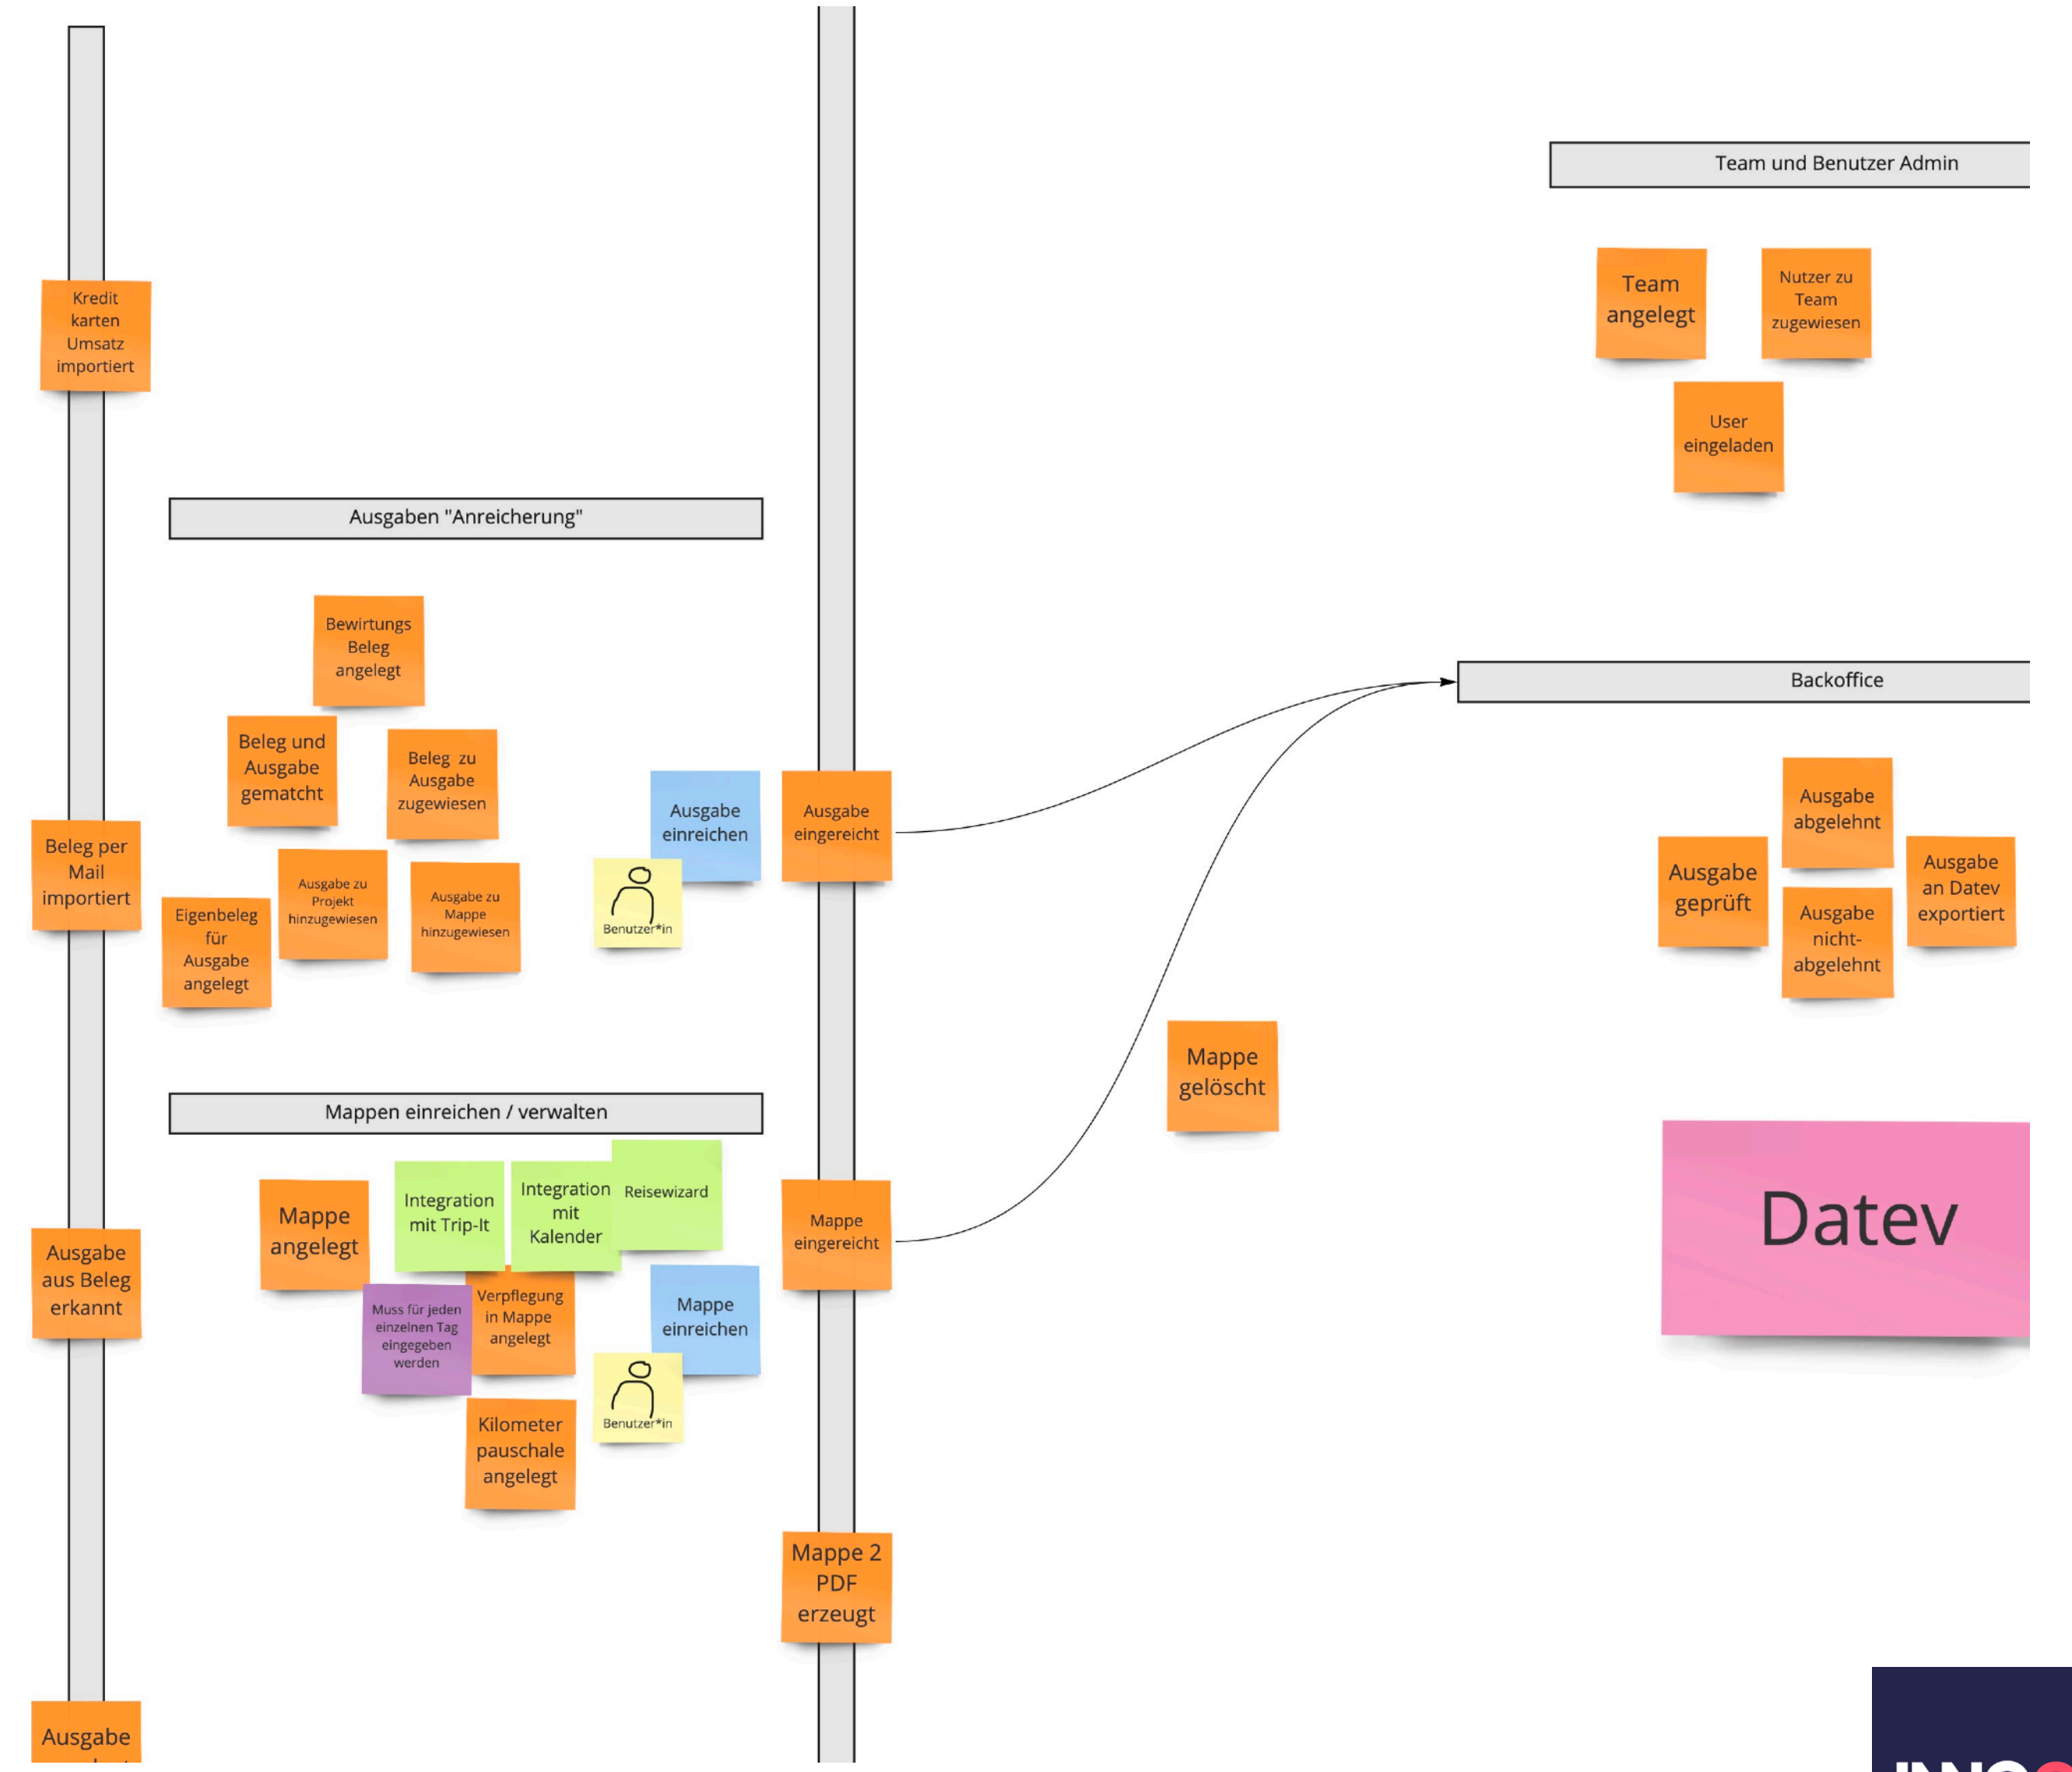 Team und Benutzer Admin
Team
angelegt
Nutzer zu
Team
zugewiesen
User
eingeladen
Kredit
karten
Umsatz
importiert
Ausgaben "Anreicherung"
Bewirtungs
Beleg
angelegt
Beleg und
Ausgabe
gematcht
Beleg zu
Ausgabe
zugewiesen
Beleg per
Mail
importiert
Eigenbeleg
für
Ausgabe
angelegt
Ausgabe zu
Projekt
hinzugewiesen
Ausgabe zu
Mappe
hinzugewiesen
Ausgabe
einreichen
Benutzer*in
Ausgabe
eingereicht
Backoffice
Ausgabe
abgelehnt
Ausgabe
geprüft
Ausgabe
nicht-
abgelehnt
Ausgabe
an Datev
exportiert
Mappe
gelöscht
Mappen einreichen / verwalten
Mappe
angelegt
Integration
mit Trip-It
Integration
mit
Kalender
Reisewizard
Ausgabe
aus Beleg
erkannt
Muss für jeden
einzelnen Tag
eingegeben
werden
Verpflegung
in Mappe
angelegt
Mappe
einreichen
Benutzer*in
Kilometer
pauschale
angelegt
Mappe
eingereicht
Datev
Mappe 2
PDF
erzeugt
Ausgabe